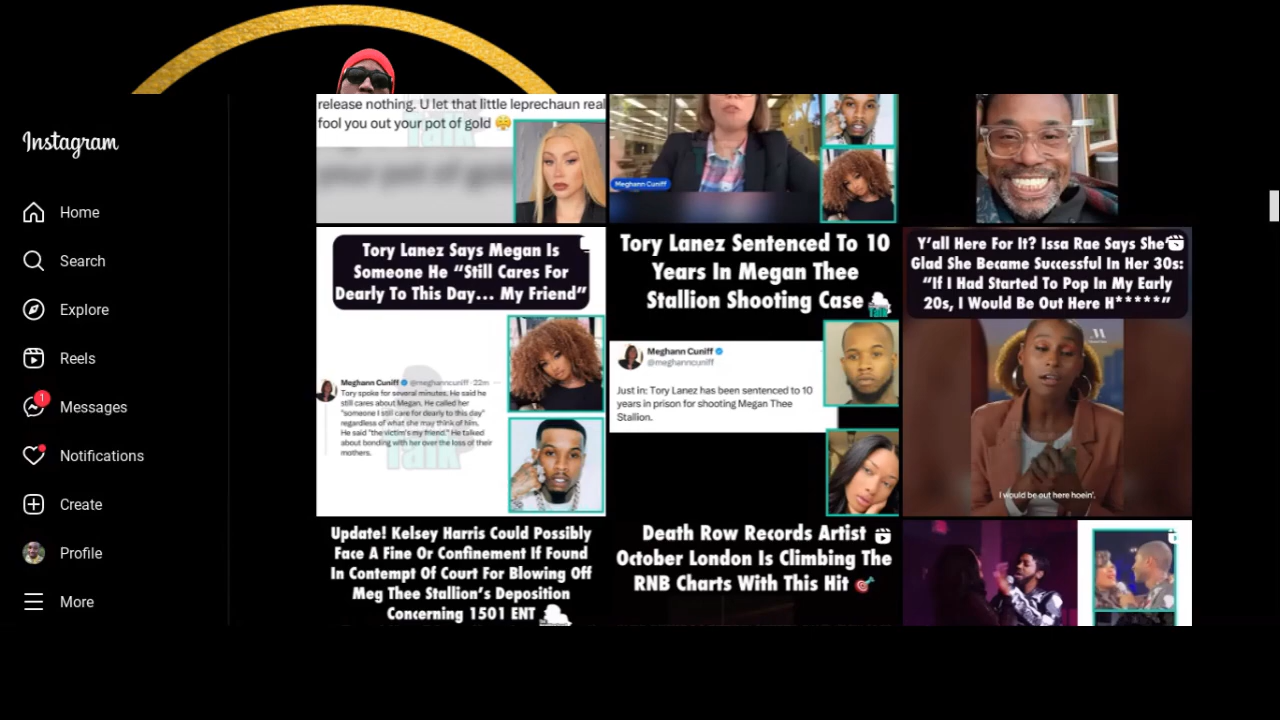 Instagram
Home
Search
Explore
Reels
1
Messages
Notifications
Create
Profile
More
release nothing. U let that little leprechaun real
fool you out your pot of gold
Meghann Cuniff
Tory Lanez Says Megan Is
Someone He “Still Cares For
Dearly To This Day... My Friend”
Meghann Cuniff @meghanncuniff · 22m
Tory spoke for several minutes. He said he
still cares about Megan. He called her
"someone I still care for dearly to this day"
regardless of what she may think of him.
He said "the victim's my friend." He talked
about bonding with her over the loss of their
mothers.
Talk
Tory Lanez Sentenced To 10
Years In Megan Thee
Stallion Shooting Case
Talk
Meghann Cuniff
@meghanncuniff
Just in: Tory Lanez has been sentenced to 10
years in prison for shooting Megan Thee
Stallion.
Y’all Here For It? Issa Rae Says She's
Glad She Became Successful In Her 30s:
“If I Had Started To Pop In My Early
20s, I Would Be Out Here H*****”
I would be out here hoein'.
Update! Kelsey Harris Could Possibly
Face A Fine Or Confinement If Found
In Contempt Of Court For Blowing Off
Meg Thee Stallion’s Deposition
Concerning 1501 ENT
Death Row Records Artist
October London Is Climbing The
RNB Charts With This Hit